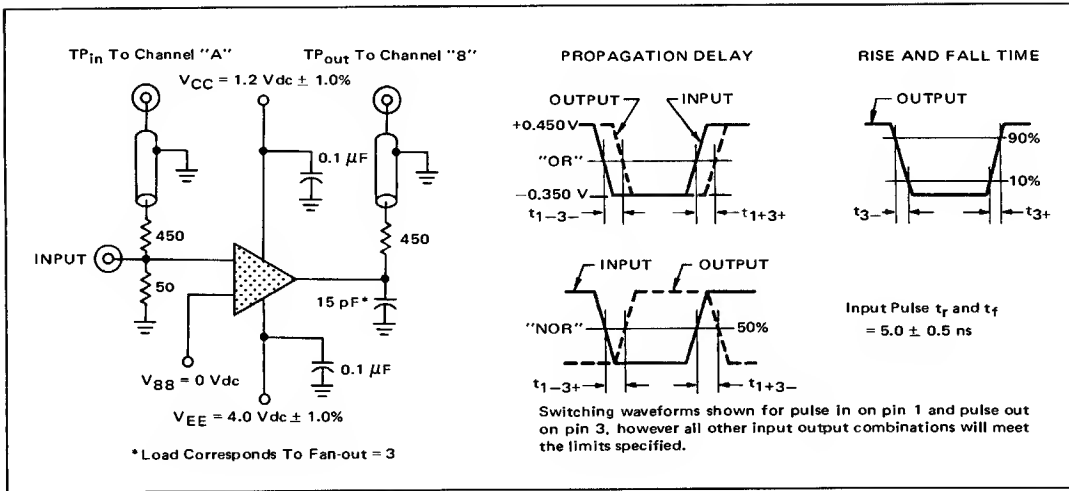 TPin To Channel "A"
TPout To Channel "8"
VCC = 1.2 Vdc ± 1.0%
0.1 µF
450
450
INPUT
50
15 pF*
V88 = 0 Vdc
0.1 µF
VEE = 4.0 Vdc ± 1.0%
*Load Corresponds To Fan-out = 3
PROPAGATION DELAY
OUTPUT
INPUT
+0.450 V
"OR"
−0.350 V
t1−3−
t1+3+
INPUT
OUTPUT
"NOR"
50%
t1−3+
t1+3−
RISE AND FALL TIME
OUTPUT
90%
10%
t3−
t3+
Input Pulse tr and tf
= 5.0 ± 0.5 ns
Switching waveforms shown for pulse in on pin 1 and pulse out
on pin 3, however all other input output combinations will meet
the limits specified.